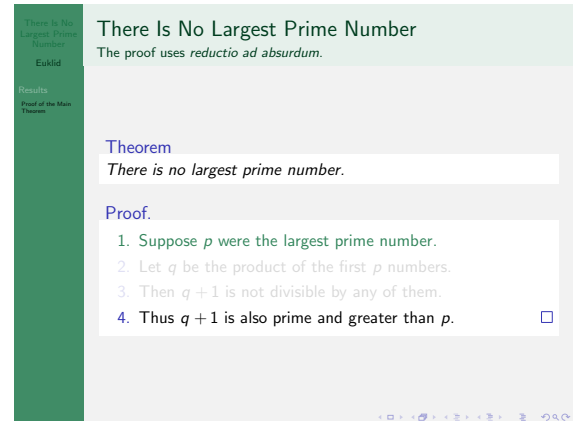 There Is No
Largest Prime
Number
Euklid
Results
Proof of the Main
Theorem
There Is No Largest Prime Number
The proof uses reductio ad absurdum.
Theorem
There is no largest prime number.
Proof.
1. Suppose p were the largest prime number.
2. Let q be the product of the first p numbers.
3. Then q + 1 is not divisible by any of them.
4. Thus q + 1 is also prime and greater than p. □